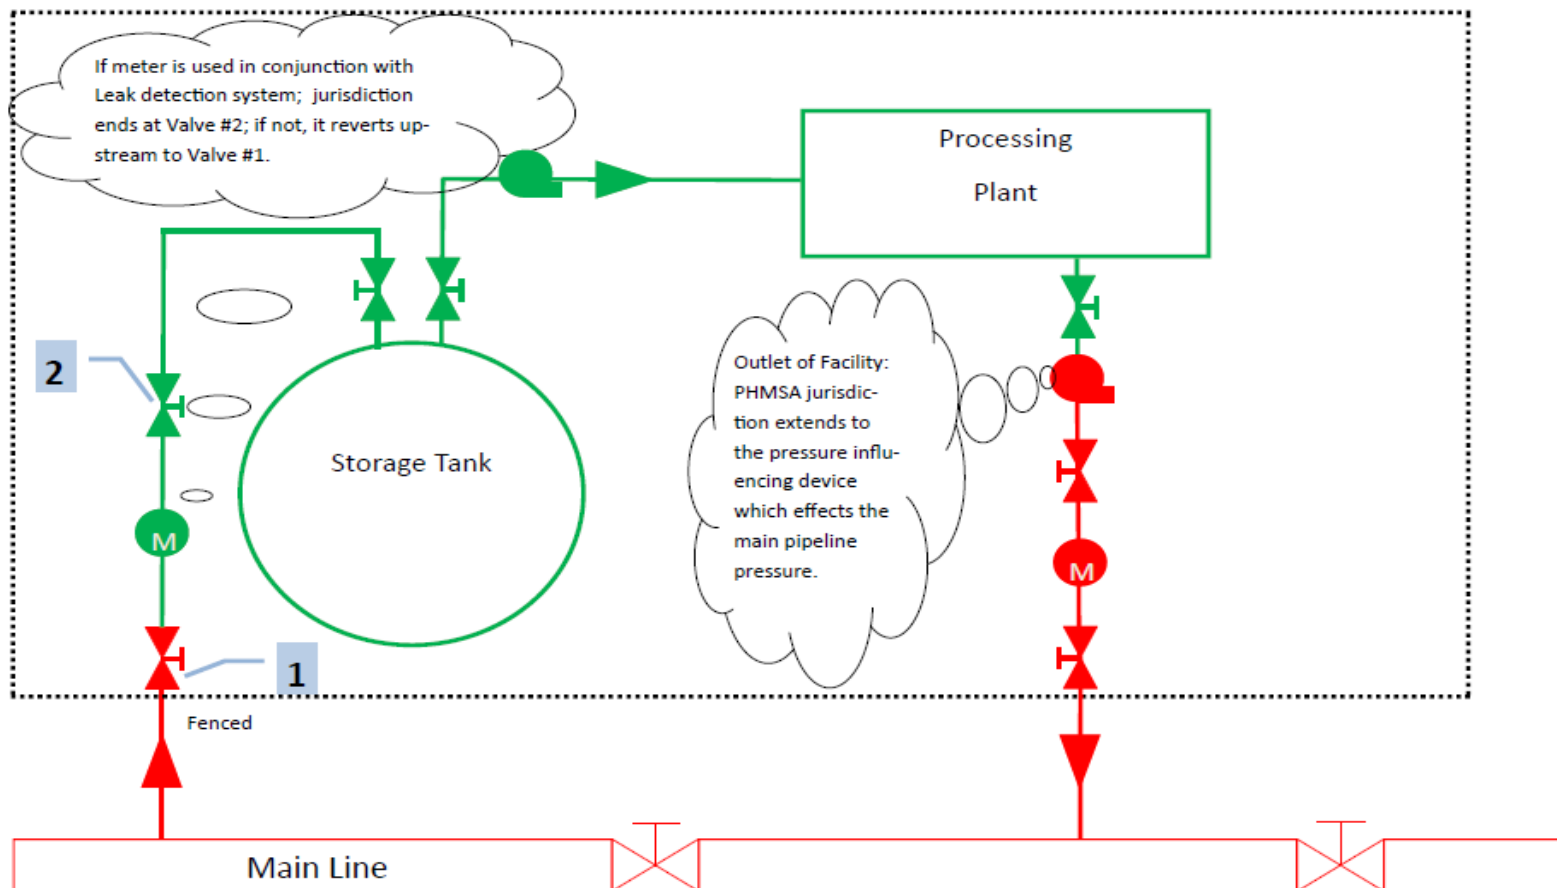 If meter is used in conjunction with
Leak detection system; jurisdiction
ends at Valve #2; if not, it reverts up-
stream to Valve #1.
Processing
Plant
2
Storage Tank
Outlet of Facility:
PHMSA jurisdic-
tion extends to
the pressure influ-
encing device
which effects the
main pipeline
pressure.
M
M
1
Fenced
Main Line